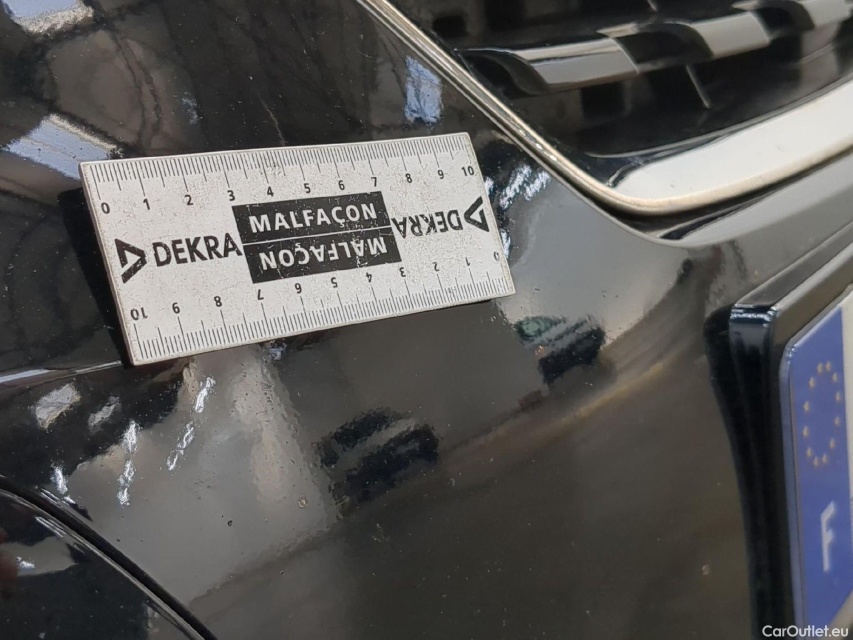 0 1 2 3 4 5 6 7 8 9 10
DEKRA MALFAÇON DEKRA
MALFAÇON
10 9 8 7 6 5 4 3 2 1 0
F
CarOutlet.eu